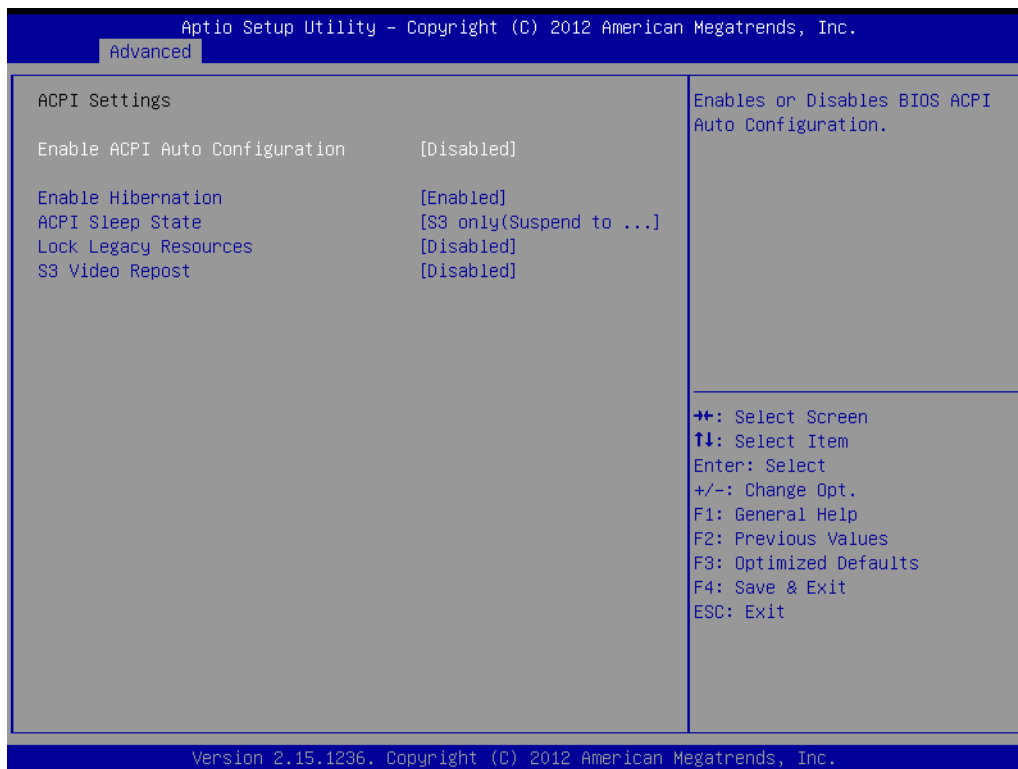 Aptio Setup Utility – Copyright (C) 2012 American Megatrends, Inc.
Advanced
ACPI Settings
Enable ACPI Auto Configuration [Disabled]
Enable Hibernation [Enabled]
ACPI Sleep State [S3 only(Suspend to ...]
Lock Legacy Resources [Disabled]
S3 Video Repost [Disabled]
Enables or Disables BIOS ACPI
Auto Configuration.
→←: Select Screen
↑↓: Select Item
Enter: Select
+/-: Change Opt.
F1: General Help
F2: Previous Values
F3: Optimized Defaults
F4: Save & Exit
ESC: Exit
Version 2.15.1236. Copyright (C) 2012 American Megatrends, Inc.